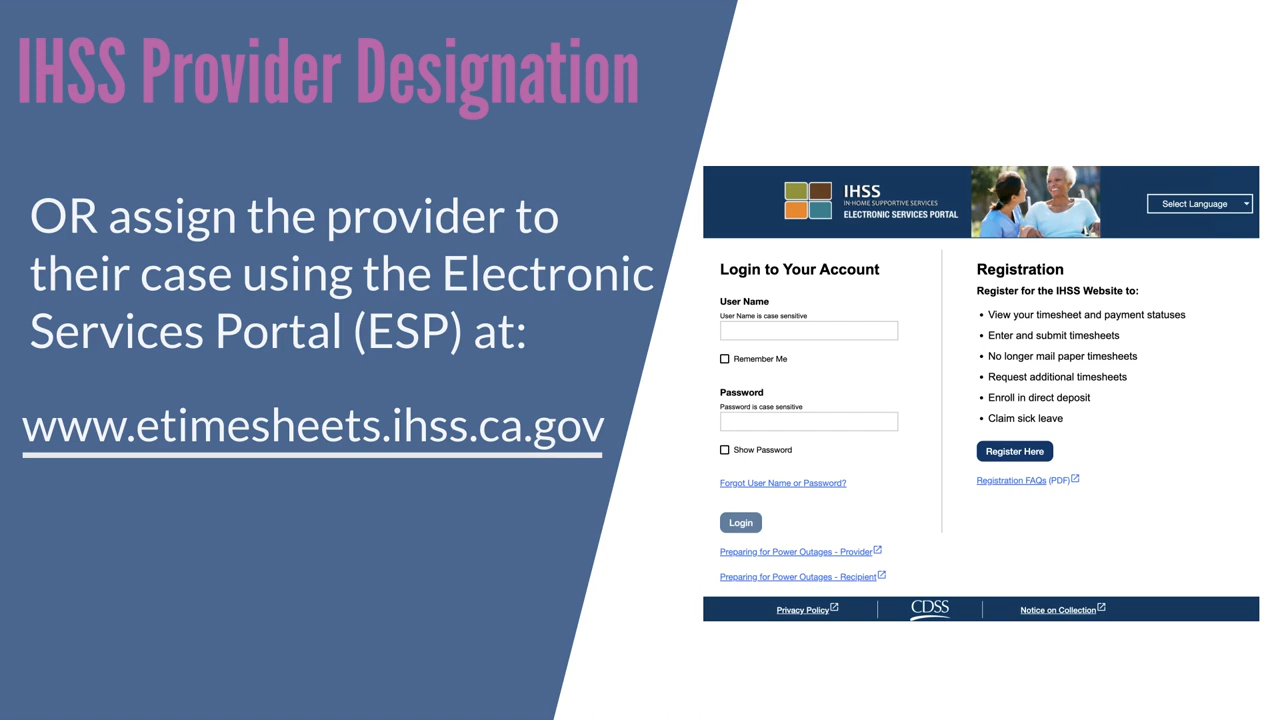 IHSS Provider Designation
OR assign the provider to
their case using the Electronic
Services Portal (ESP) at:
www.etimesheets.ihss.ca.gov
IHSS
IN-HOME SUPPORTIVE SERVICES
ELECTRONIC SERVICES PORTAL
Select Language
Login to Your Account
User Name
User Name is case sensitive
Remember Me
Password
Password is case sensitive
Show Password
Forgot User Name or Password?
Login
Preparing for Power Outages - Provider
Preparing for Power Outages - Recipient
Registration
Register for the IHSS Website to:
• View your timesheet and payment statuses
• Enter and submit timesheets
• No longer mail paper timesheets
• Request additional timesheets
• Enroll in direct deposit
• Claim sick leave
Register Here
Registration FAQs (PDF)
Privacy Policy
CDSS
Notice on Collection